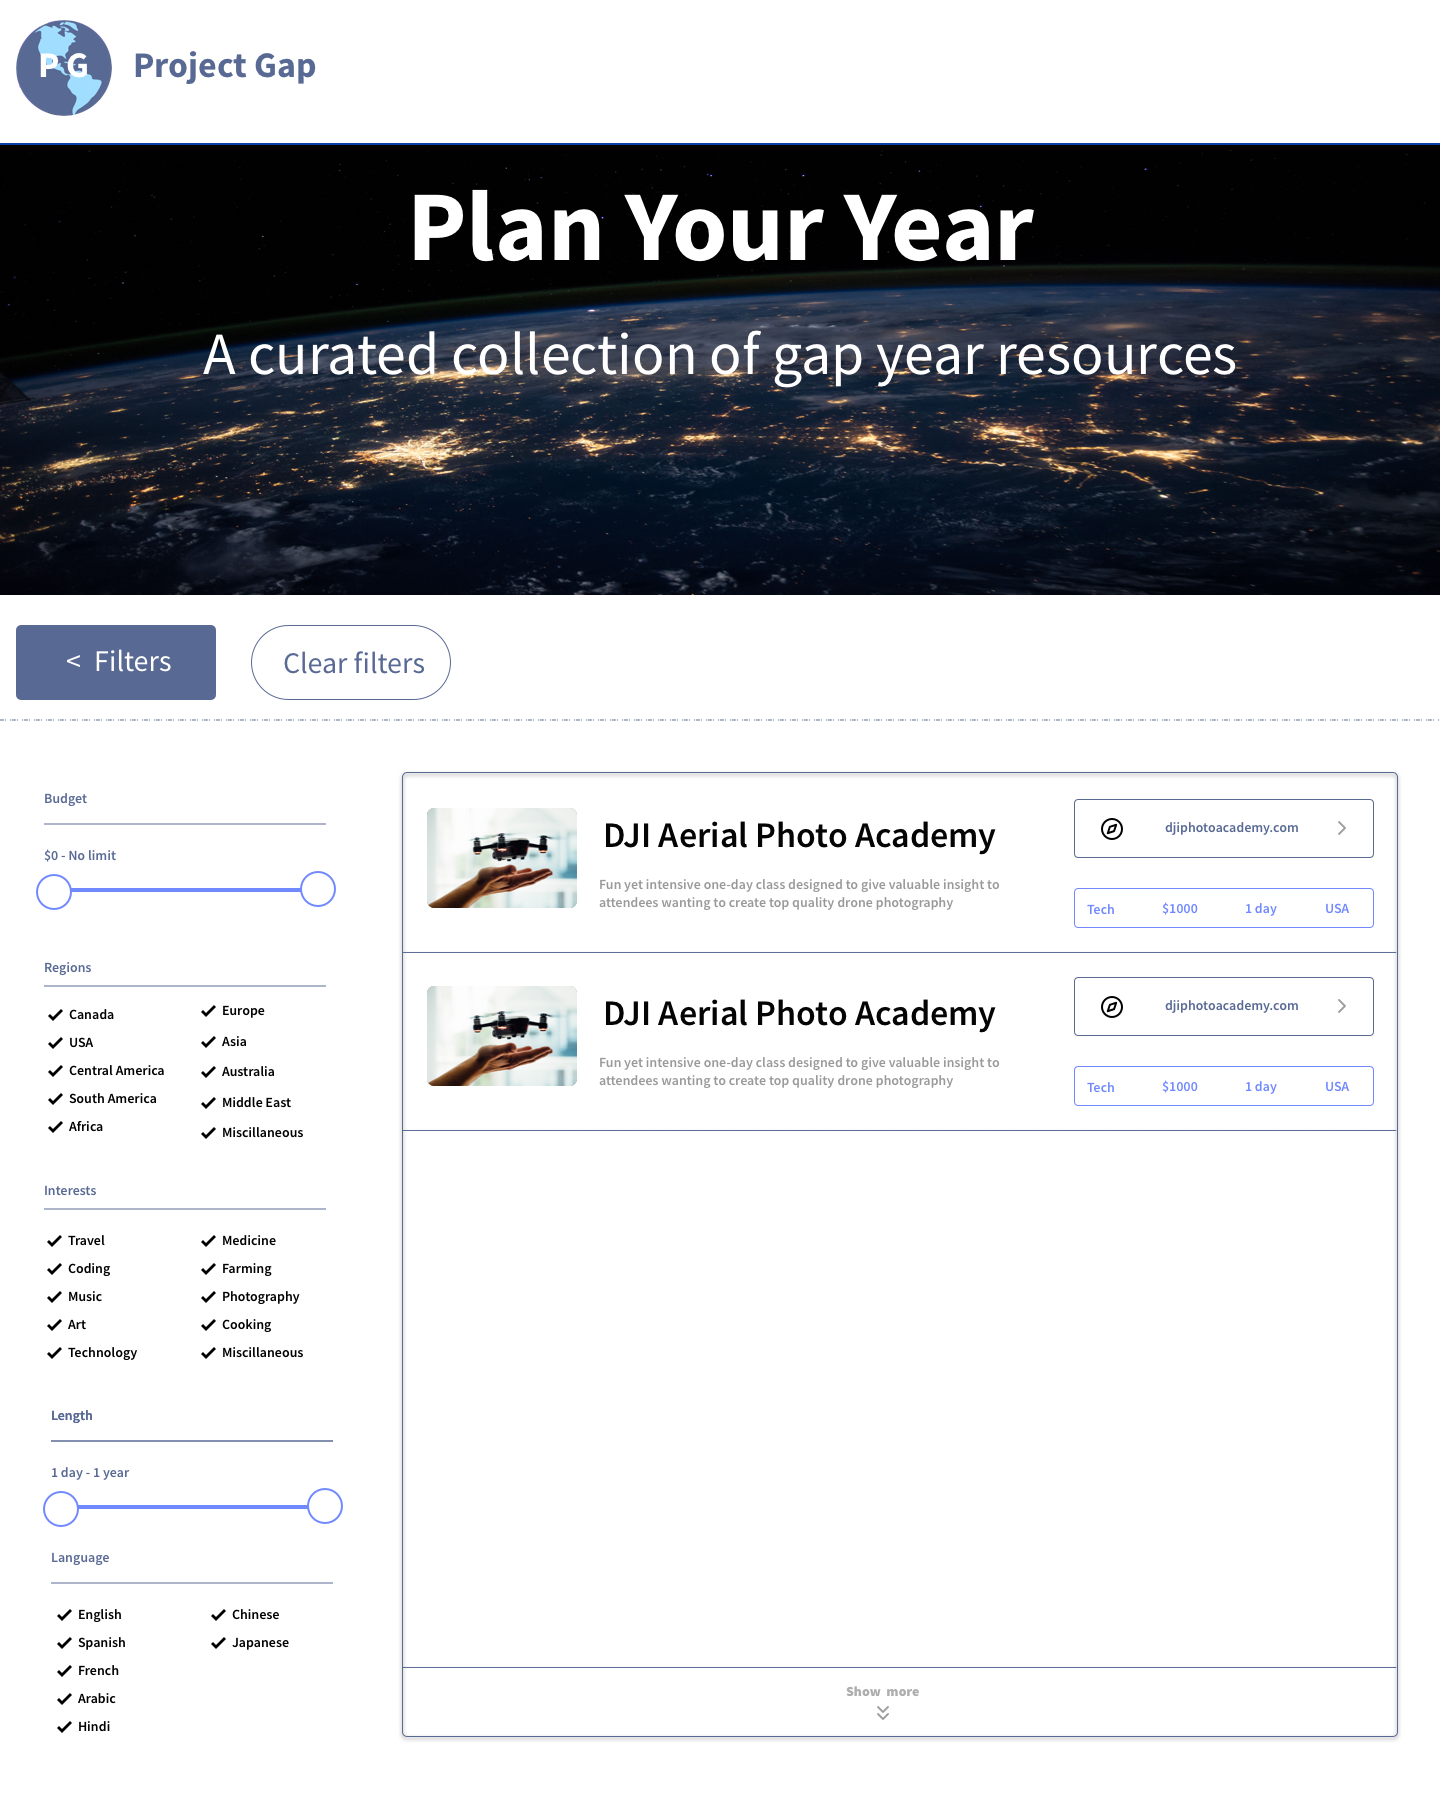 PG
Project Gap
Plan Your Year
A curated collection of gap year resources
< Filters
Clear filters
Budget
$0 - No limit
Regions
Canada
USA
Central America
South America
Africa
Europe
Asia
Australia
Middle East
Miscellaneous
Interests
Travel
Coding
Music
Art
Technology
Medicine
Farming
Photography
Cooking
Miscellaneous
Length
1 day - 1 year
Language
English
Spanish
French
Arabic
Hindi
Chinese
Japanese
DJI Aerial Photo Academy
Fun yet intensive one-day class designed to give valuable insight to
attendees wanting to create top quality drone photography
djiphotoacademy.com
Tech $1000 1 day USA
DJI Aerial Photo Academy
Fun yet intensive one-day class designed to give valuable insight to
attendees wanting to create top quality drone photography
djiphotoacademy.com
Tech $1000 1 day USA
Show more